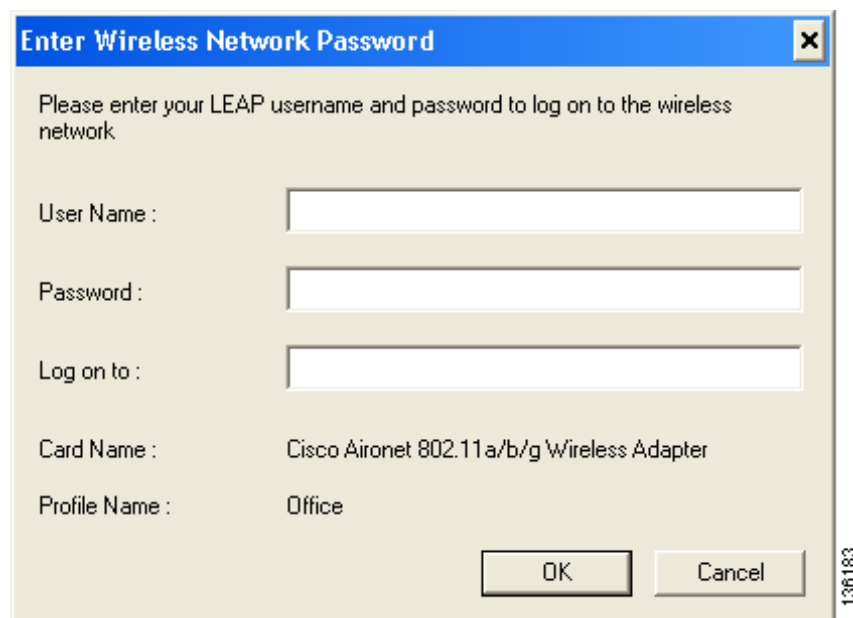 Enter Wireless Network Password
Please enter your LEAP username and password to log on to the wireless
network
User Name :
Password :
Log on to :
Card Name : Cisco Aironet 802.11a/b/g Wireless Adapter
Profile Name : Office
OK Cancel
136183